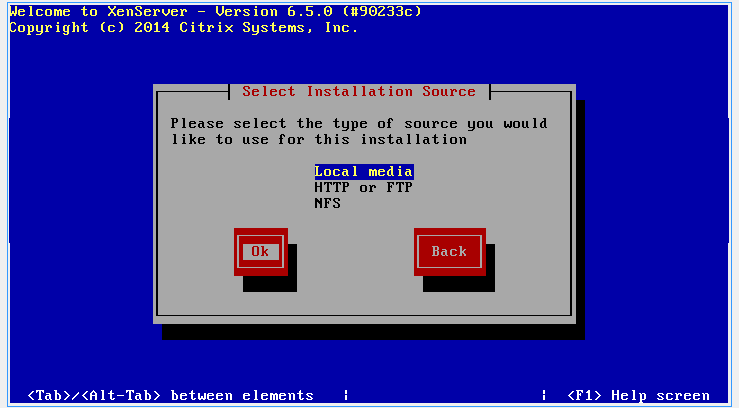 Welcome to XenServer - Version 6.5.0 (#90233c)
Copyright (c) 2014 Citrix Systems, Inc.
Select Installation Source
Please select the type of source you would
like to use for this installation
Local media
HTTP or FTP
NFS
Ok Back
<Tab>/<Alt-Tab> between elements | | <F1> Help screen